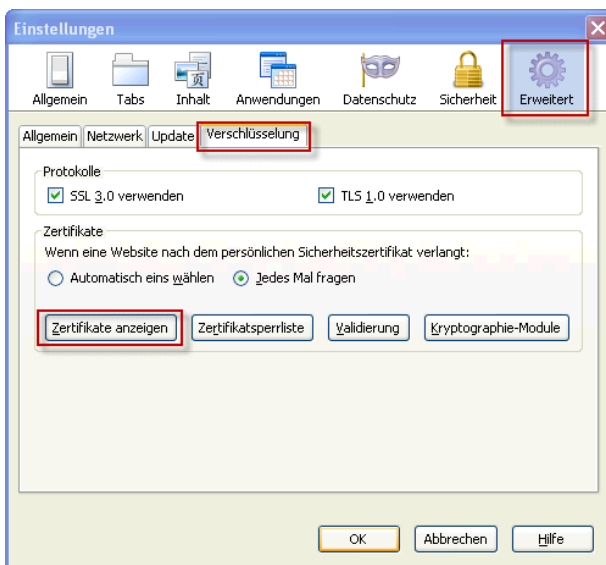 Einstellungen
Allgemein Tabs Inhalt Anwendungen Datenschutz Sicherheit Erweitert
Allgemein Netzwerk Update Verschlüsselung
Protokolle
SSL 3.0 verwenden TLS 1.0 verwenden
Zertifikate
Wenn eine Website nach dem persönlichen Sicherheitszertifikat verlangt:
Automatisch eins wählen Jedes Mal fragen
Zertifikate anzeigen Zertifikatsperrliste Validierung Kryptographie-Module
OK Abbrechen Hilfe